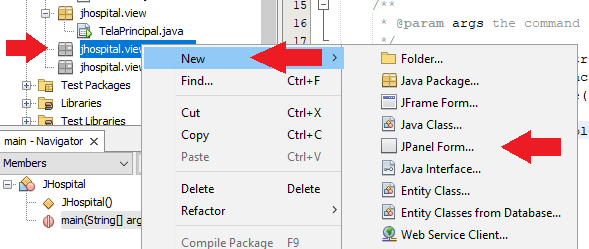 jhospital.view
TelaPrincipal.java
jhospital.view
jhospital.view
Test Packages
Libraries
Test Libraries
main - Navigator
Members
JHospital
JHospital()
main(String[] arg
New
Find... Ctrl+F
Cut Ctrl+X
Copy Ctrl+C
Paste Ctrl+V
Delete Delete
Refactor
Compile Package F9
Folder...
Java Package...
JFrame Form...
Java Class...
JPanel Form...
Java Interface...
Entity Class...
Entity Classes from Database...
Web Service Client...
15 /**
16 * @param args the command
17 */